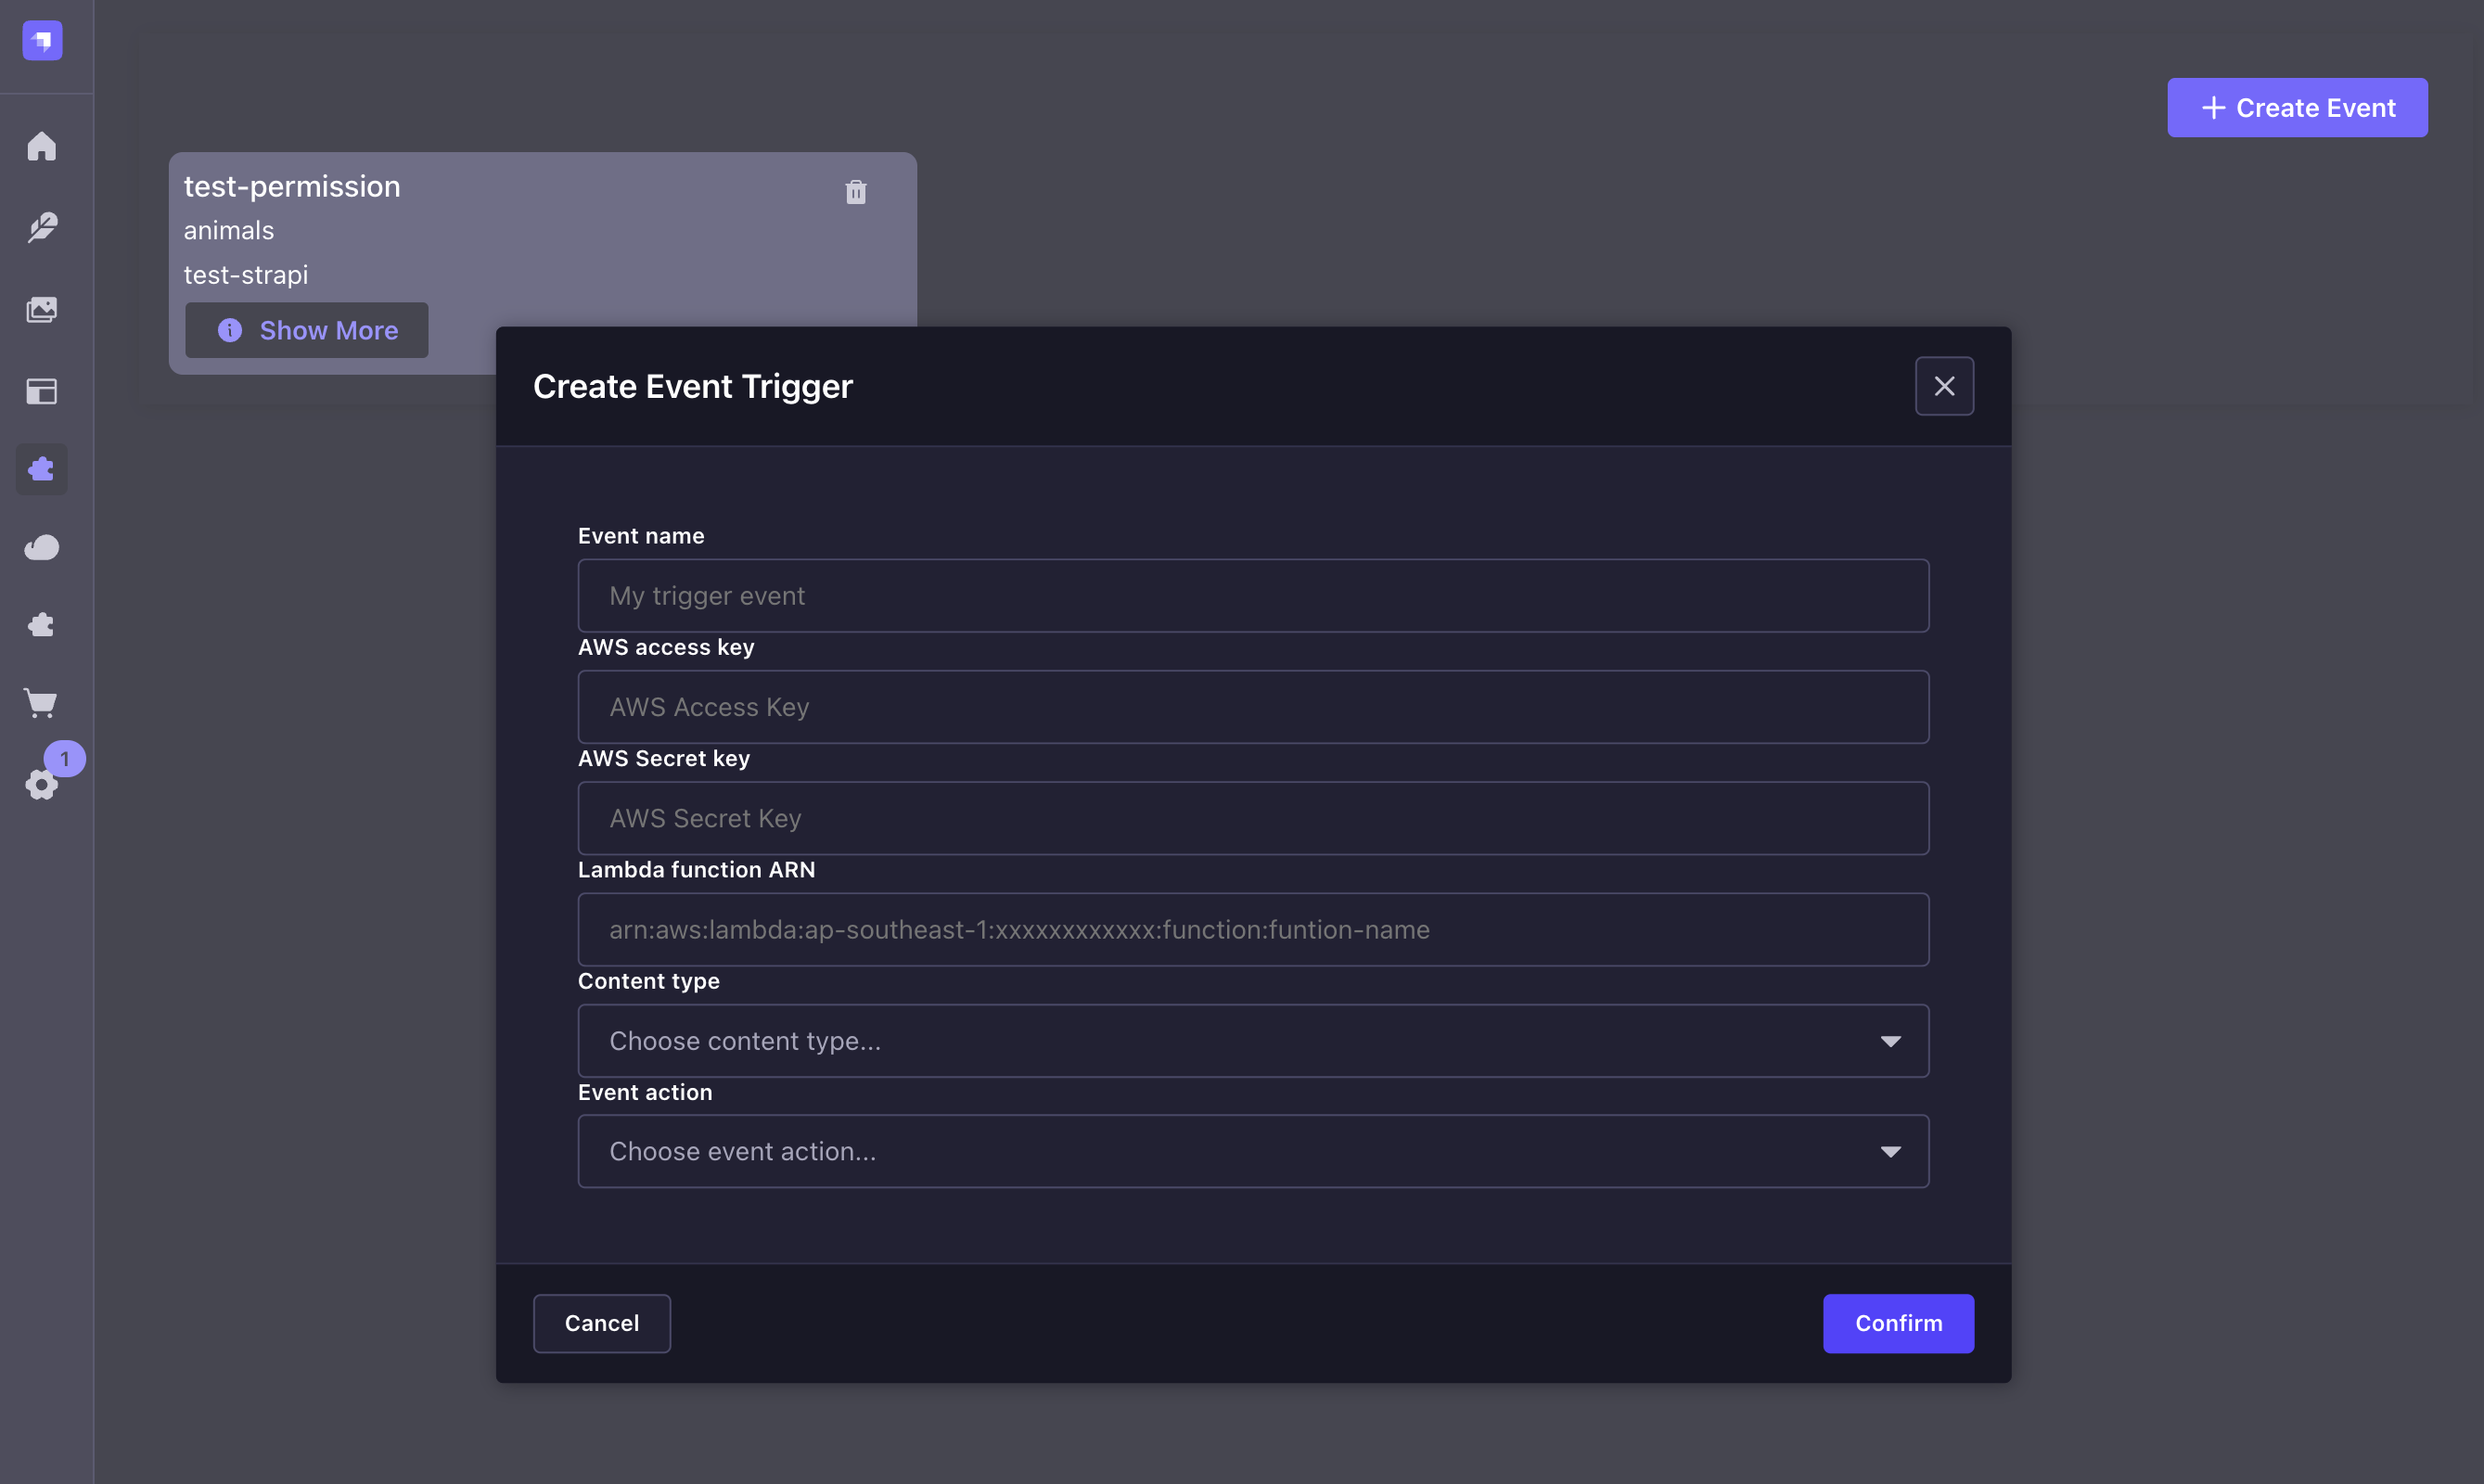 + Create Event
test-permission
animals
test-strapi
Show More
Create Event Trigger
Event name
My trigger event
AWS access key
AWS Access Key
AWS Secret key
AWS Secret Key
Lambda function ARN
arn:aws:lambda:ap-southeast-1:xxxxxxxxxxxx:function:funtion-name
Content type
Choose content type...
Event action
Choose event action...
1
Cancel
Confirm